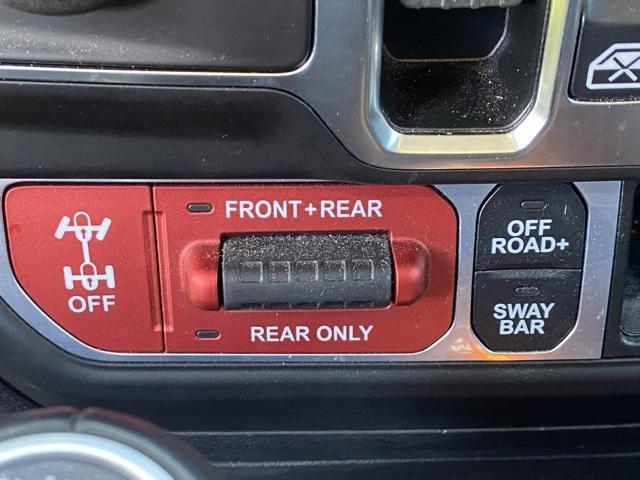 FRONT+REAR
OFF
REAR ONLY
OFF
ROAD+
SWAY
BAR